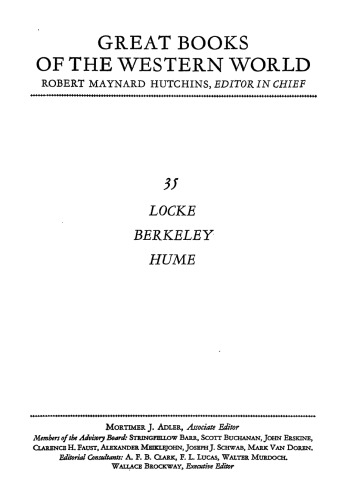 GREAT BOOKS
OF THE WESTERN WORLD
ROBERT MAYNARD HUTCHINS, EDITOR IN CHIEF
35
LOCKE
BERKELEY
HUME
MORTIMER J. ADLER, Associate Editor
Members of the Advisory Board: STRINGFELLOW BARR, SCOTT BUCHANAN, JOHN ERSKINE,
CLARENCE H. FAUST, ALEXANDER MEIKLEJOHN, JOSEPH J. SCHWAB, MARK VAN DOREN.
Editorial Consultants: A. F. B. CLARK, F. L. LUCAS, WALTER MURDOCH.
WALLACE BROCKWAY, Executive Editor